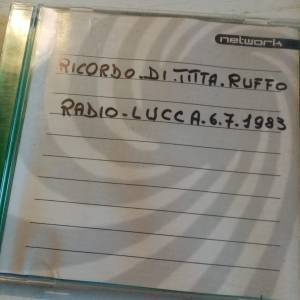 network
RICORDO.DI.TITTA.RUFFO
RADIO-LUCCA.6.7.1983